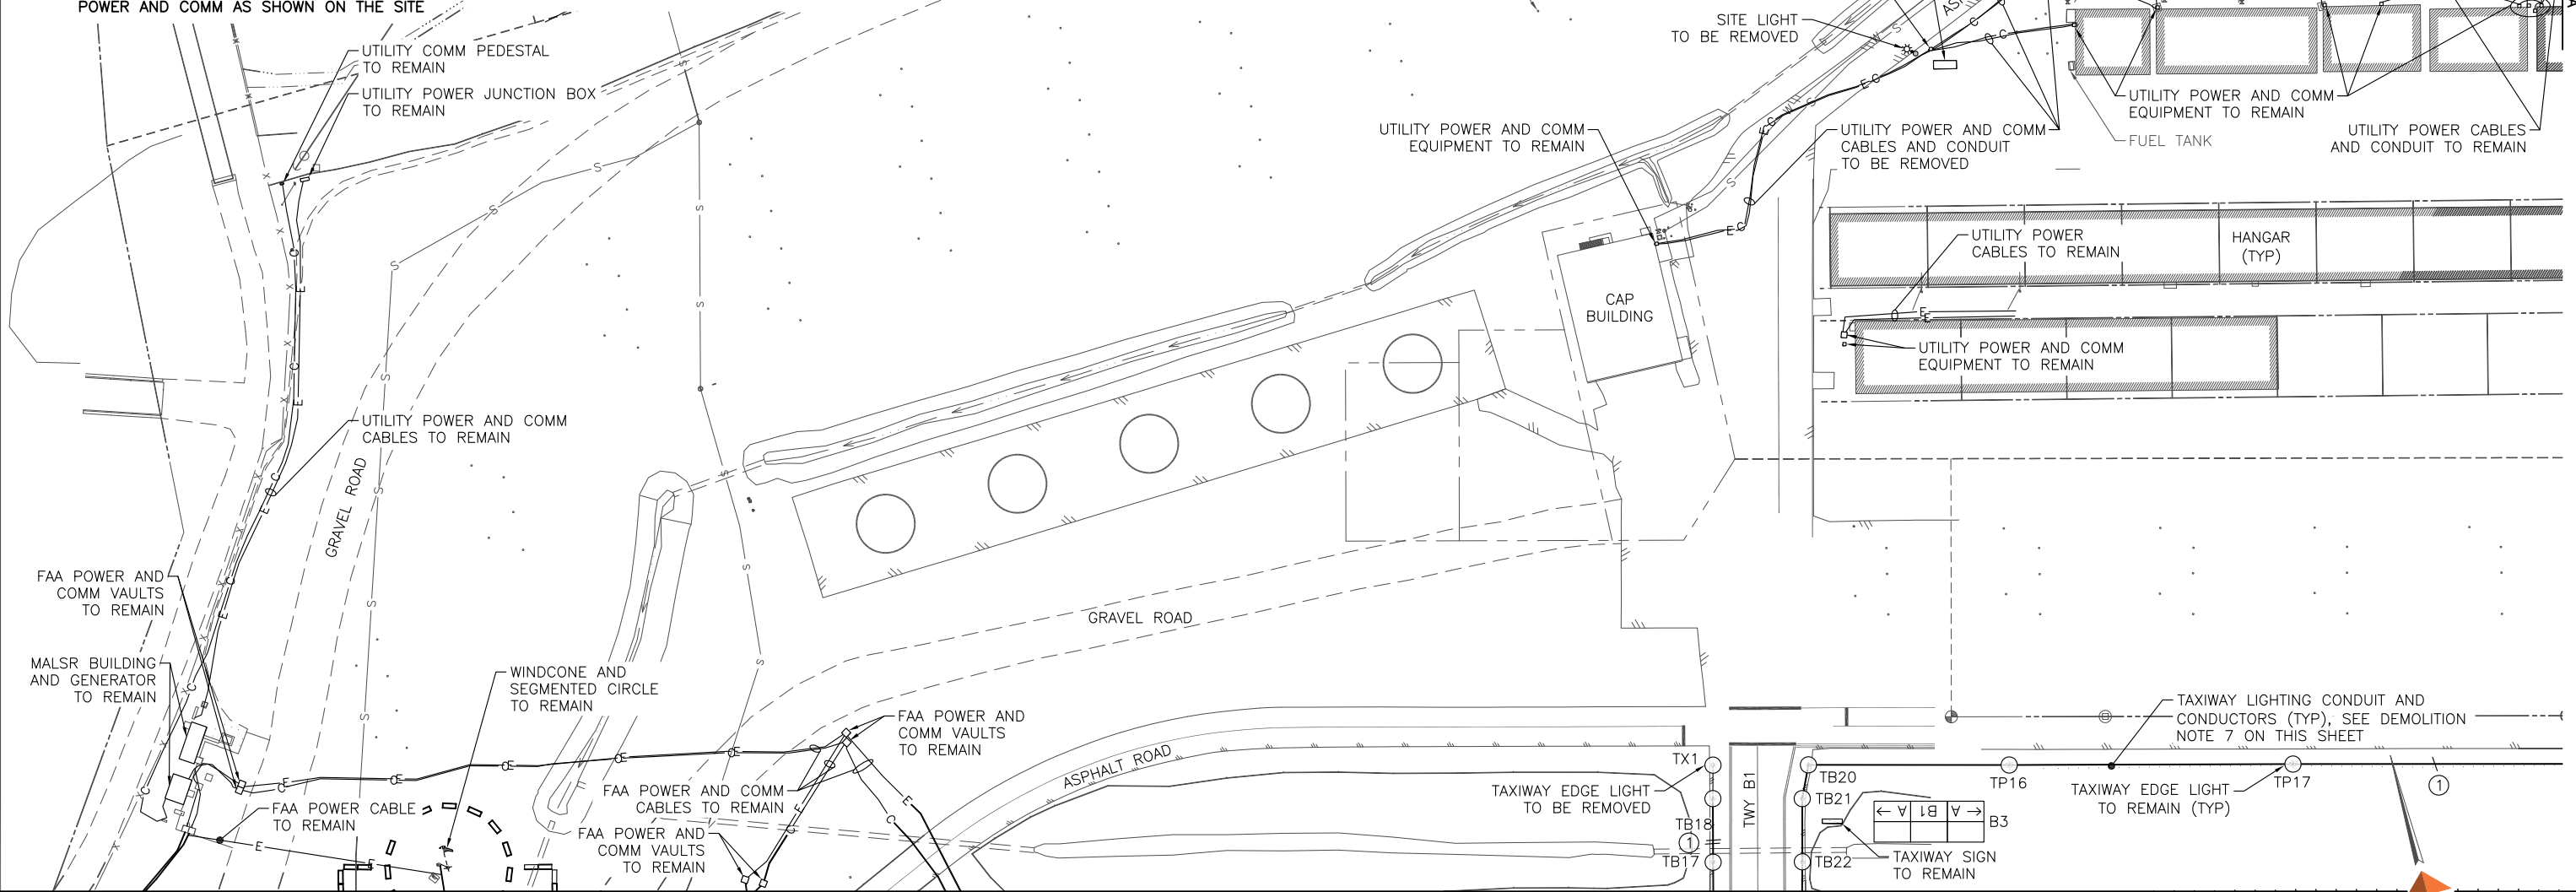 POWER AND COMM AS SHOWN ON THE SITE
UTILITY COMM PEDESTAL
TO REMAIN
UTILITY POWER JUNCTION BOX
TO REMAIN
SITE LIGHT
TO BE REMOVED
UTILITY POWER AND COMM
EQUIPMENT TO REMAIN
UTILITY POWER AND COMM
CABLES AND CONDUIT
TO BE REMOVED
UTILITY POWER AND COMM
EQUIPMENT TO REMAIN
FUEL TANK
UTILITY POWER CABLES
AND CONDUIT TO REMAIN
UTILITY POWER
CABLES TO REMAIN
HANGAR
(TYP)
CAP
BUILDING
UTILITY POWER AND COMM
EQUIPMENT TO REMAIN
UTILITY POWER AND COMM
CABLES TO REMAIN
GRAVEL ROAD
FAA POWER AND
COMM VAULTS
TO REMAIN
GRAVEL ROAD
MALSR BUILDING
AND GENERATOR
TO REMAIN
WINDCONE AND
SEGMENTED CIRCLE
TO REMAIN
FAA POWER AND
COMM VAULTS
TO REMAIN
TAXIWAY LIGHTING CONDUIT AND
CONDUCTORS (TYP), SEE DEMOLITION
NOTE 7 ON THIS SHEET
ASPHALT ROAD
FAA POWER AND COMM
CABLES TO REMAIN
FAA POWER CABLE
TO REMAIN
FAA POWER AND
COMM VAULTS
TO REMAIN
TX1
TAXIWAY EDGE LIGHT
TO BE REMOVED
TWY B1
TB18
1
TB17
TB20
TB21
TB22
TP16
TAXIWAY EDGE LIGHT
TO REMAIN (TYP)
TP17
1
← A B1 A →
B3
TAXIWAY SIGN
TO REMAIN